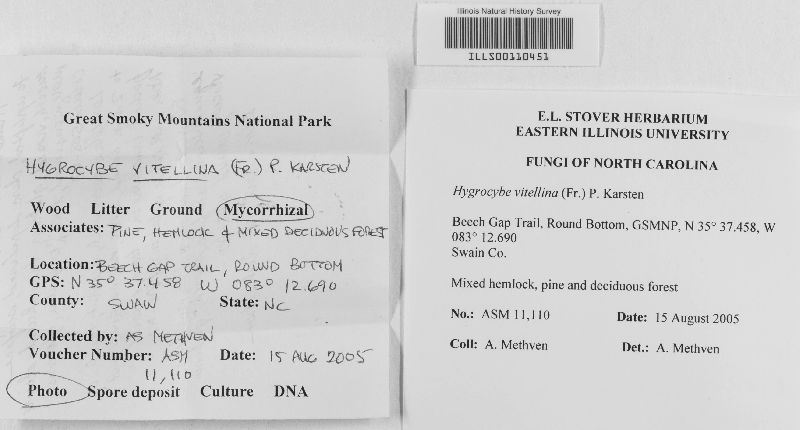 Illinois Natural History Survey
ILLS00110451
Great Smoky Mountains National Park
HYGROCYBE VITELLINA (FR.) P. KARSTEN
Wood Litter Ground Mycorrhizal
Associates: PINE, HEMLOCK & MIXED DECIDUOUS FOREST
Location: BEECH GAP TRAIL, ROUND BOTTOM
GPS: N 35° 37.458 W 083° 12.690
County: SWAIN State: NC
Collected by: AS METHVEN
Voucher Number: ASM 11,110 Date: 15 AUG 2005
Photo Spore deposit Culture DNA
E.L. STOVER HERBARIUM
EASTERN ILLINOIS UNIVERSITY
FUNGI OF NORTH CAROLINA
Hygrocybe vitellina (Fr.) P. Karsten
Beech Gap Trail, Round Bottom, GSMNP, N 35° 37.458, W
083° 12.690
Swain Co.
Mixed hemlock, pine and deciduous forest
No.: ASM 11,110 Date: 15 August 2005
Coll: A. Methven Det.: A. Methven